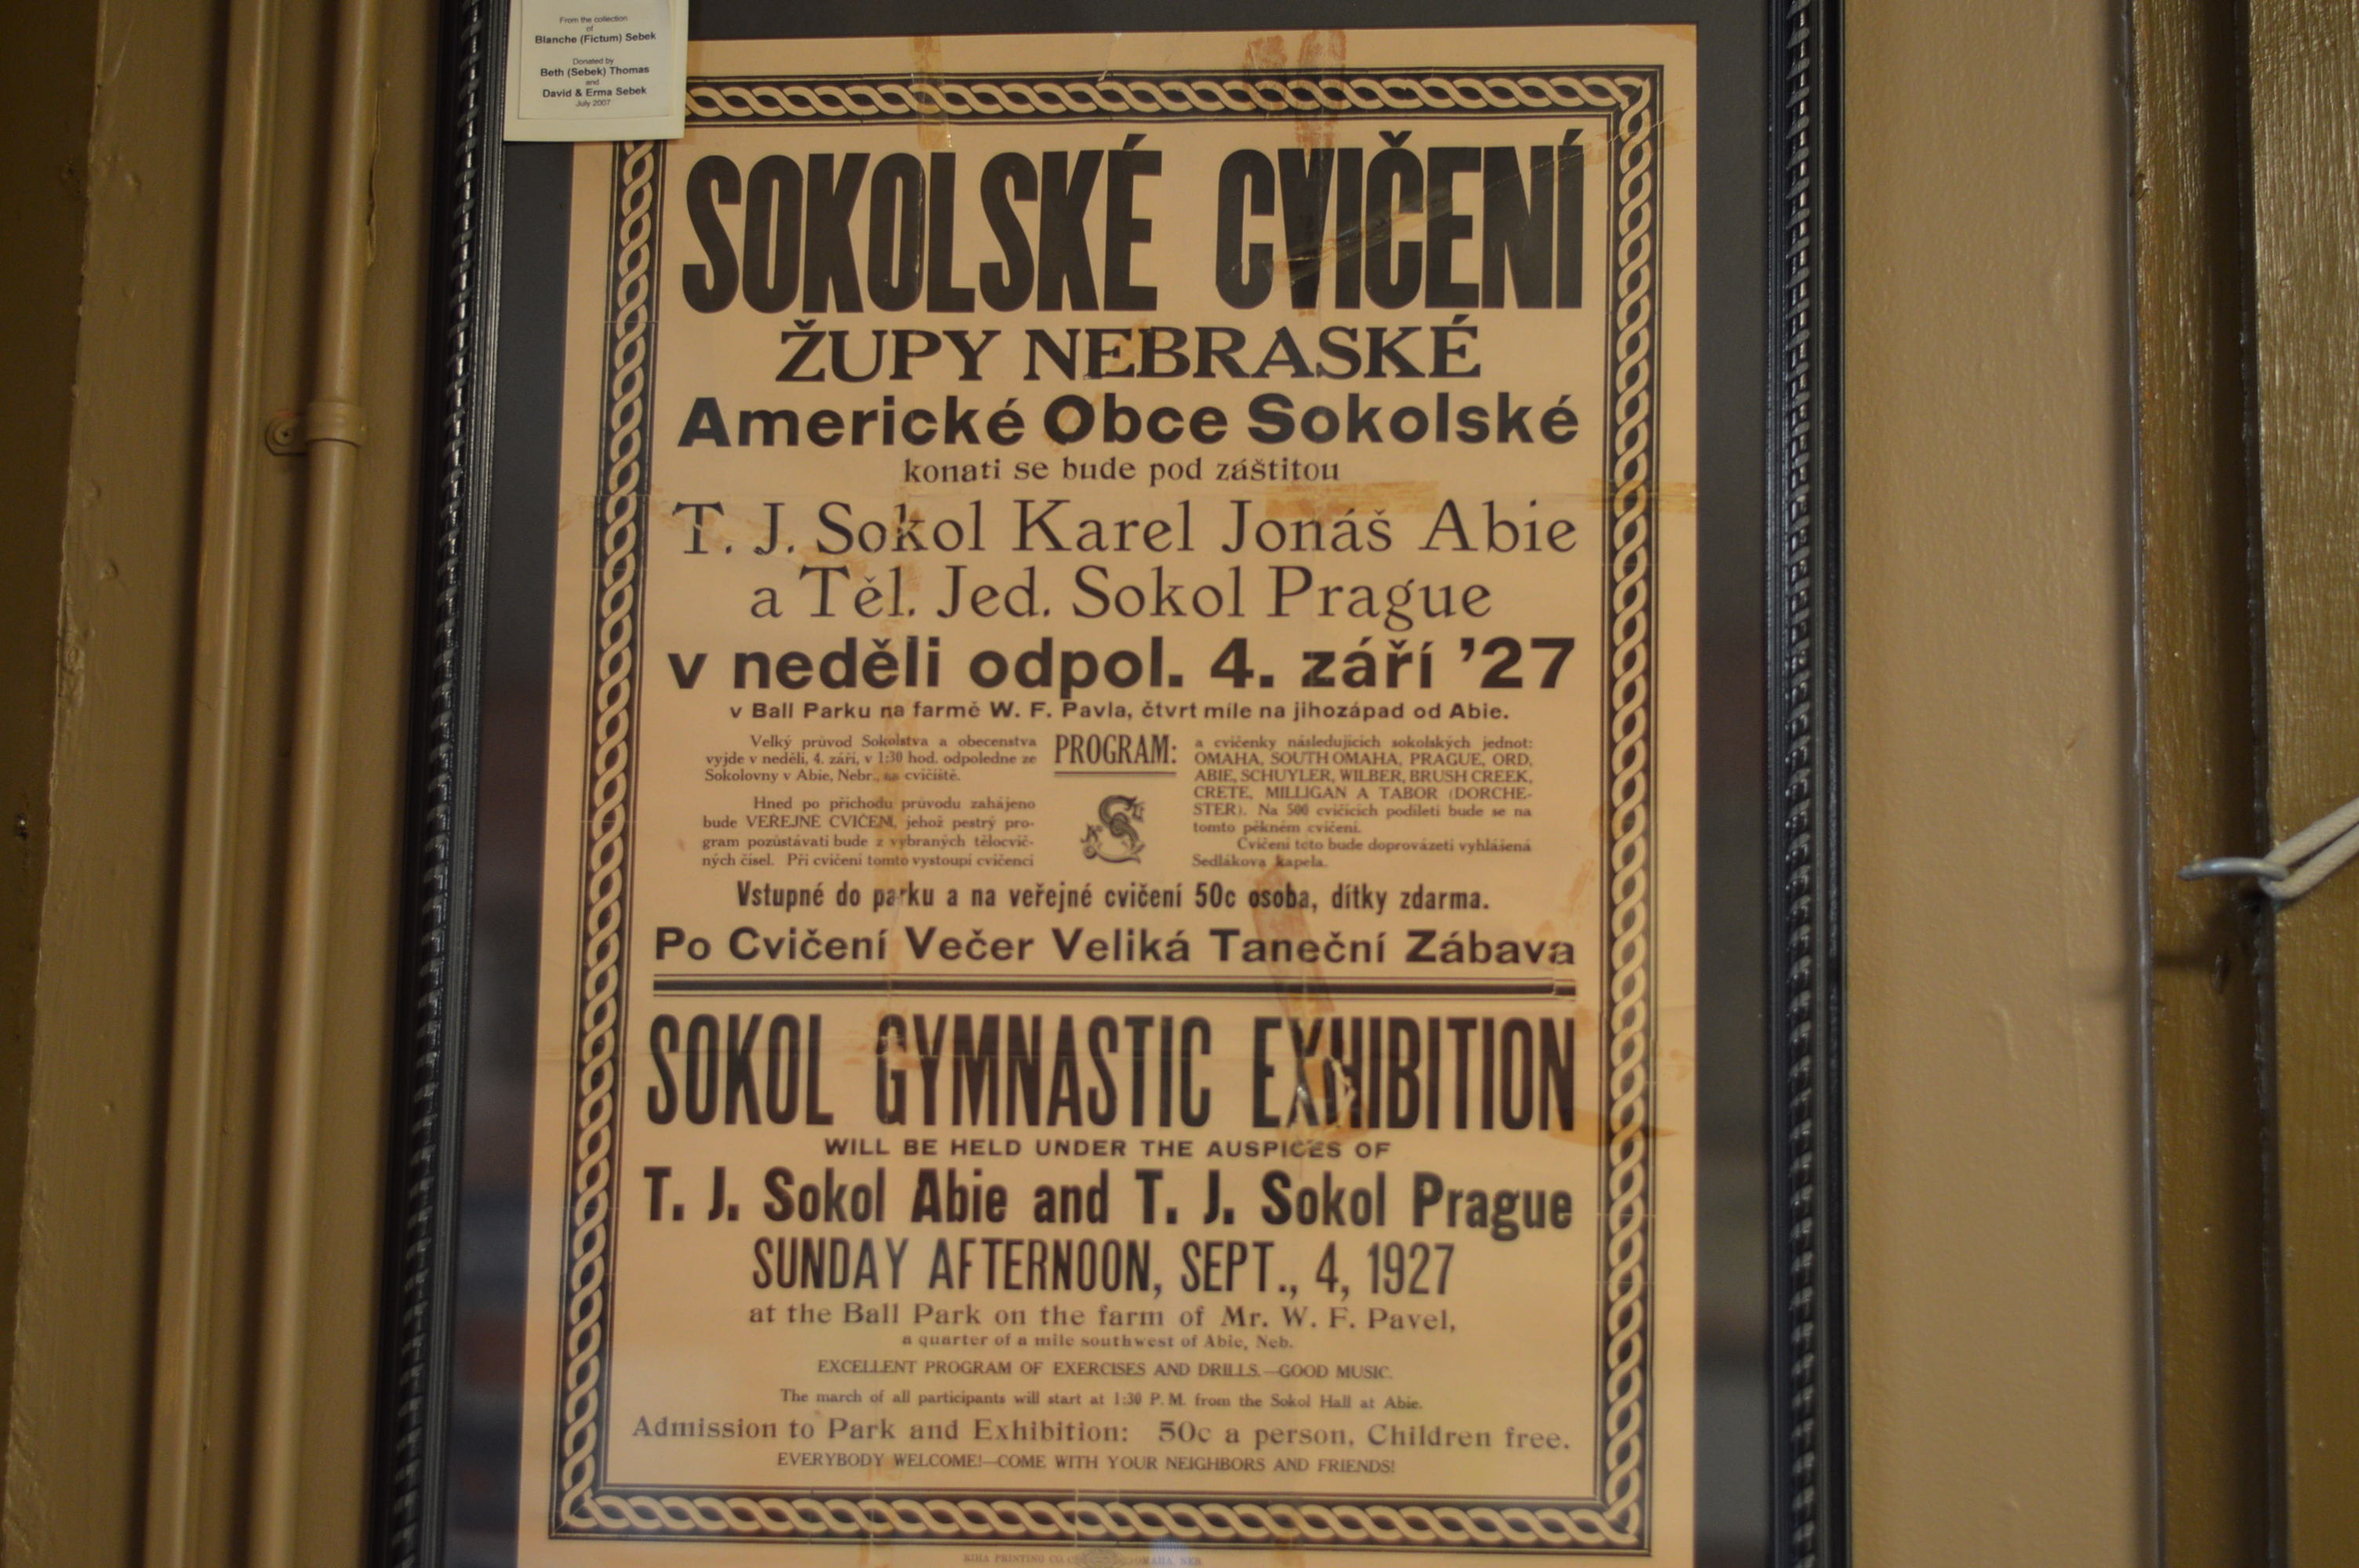 From the collection
of
Blanche (Fictum) Sebek
Donated by
Beth (Sebek) Thomas
and
David & Erma Sebek
July 2007
SOKOLSKÉ CVIČENÍ
ŽUPY NEBRASKÉ
Americké Obce Sokolské
konati se bude pod záštitou
T. J. Sokol Karel Jonáš Abie
a Těl. Jed. Sokol Prague
v neděli odpol. 4. září '27
v Ball Parku na farmě W. F. Pavla, čtvrt míle na jihozápad od Abie.
Velký průvod Sokolstva a obecenstva
vyjde v neděli, 4. září, v 1:30 hod. odpoledne ze
Sokolovny v Abie, Nebr., na cvičiště.
Hned po příchodu průvodu zahájeno
bude VEŘEJNÉ CVIČENÍ, jehož pestrý pro-
gram pozůstávati bude z vybraných tělocvič-
ných čísel. Při cvičení tomto vystoupí cvičenci
PROGRAM:
a cvičenky následujících sokolských jednot:
OMAHA, SOUTH OMAHA, PRAGUE, ORD,
ABIE, SCHUYLER, WILBER, BRUSH CREEK,
CRETE, MILLIGAN A TABOR (DORCHE-
STER). Na 500 cvičících podíleti bude se na
tomto pěkném cvičení.
Cvičení toto bude doprovázeti vyhlášená
Sedlákova kapela.
Vstupné do parku a na veřejné cvičení 50c osoba, dítky zdarma.
Po Cvičení Večer Veliká Taneční Zábava
SOKOL GYMNASTIC EXHIBITION
WILL BE HELD UNDER THE AUSPICES OF
T. J. Sokol Abie and T. J. Sokol Prague
SUNDAY AFTERNOON, SEPT., 4, 1927
at the Ball Park on the farm of Mr. W. F. Pavel,
a quarter of a mile southwest of Abie, Neb.
EXCELLENT PROGRAM OF EXERCISES AND DRILLS.—GOOD MUSIC.
The march of all participants will start at 1:30 P. M. from the Sokol Hall at Abie.
Admission to Park and Exhibition: 50c a person, Children free.
EVERYBODY WELCOME!—COME WITH YOUR NEIGHBORS AND FRIENDS!
PRINTING CO. OMAHA, NEB.